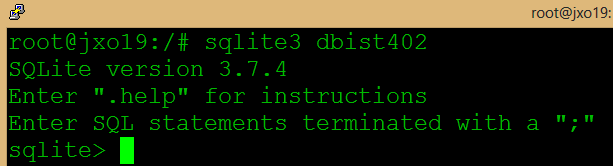 root@jxo19:
root@jxo19:/# sqlite3 dbist402
SQLite version 3.7.4
Enter ".help" for instructions
Enter SQL statements terminated with a ";"
sqlite>